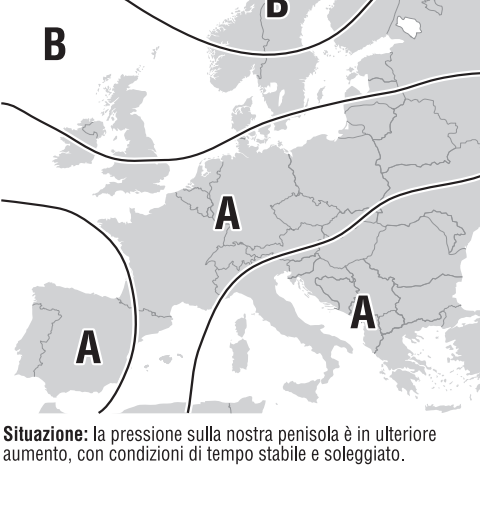 B
B
A
A
A
Situazione: la pressione sulla nostra penisola è in ulteriore
aumento, con condizioni di tempo stabile e soleggiato.